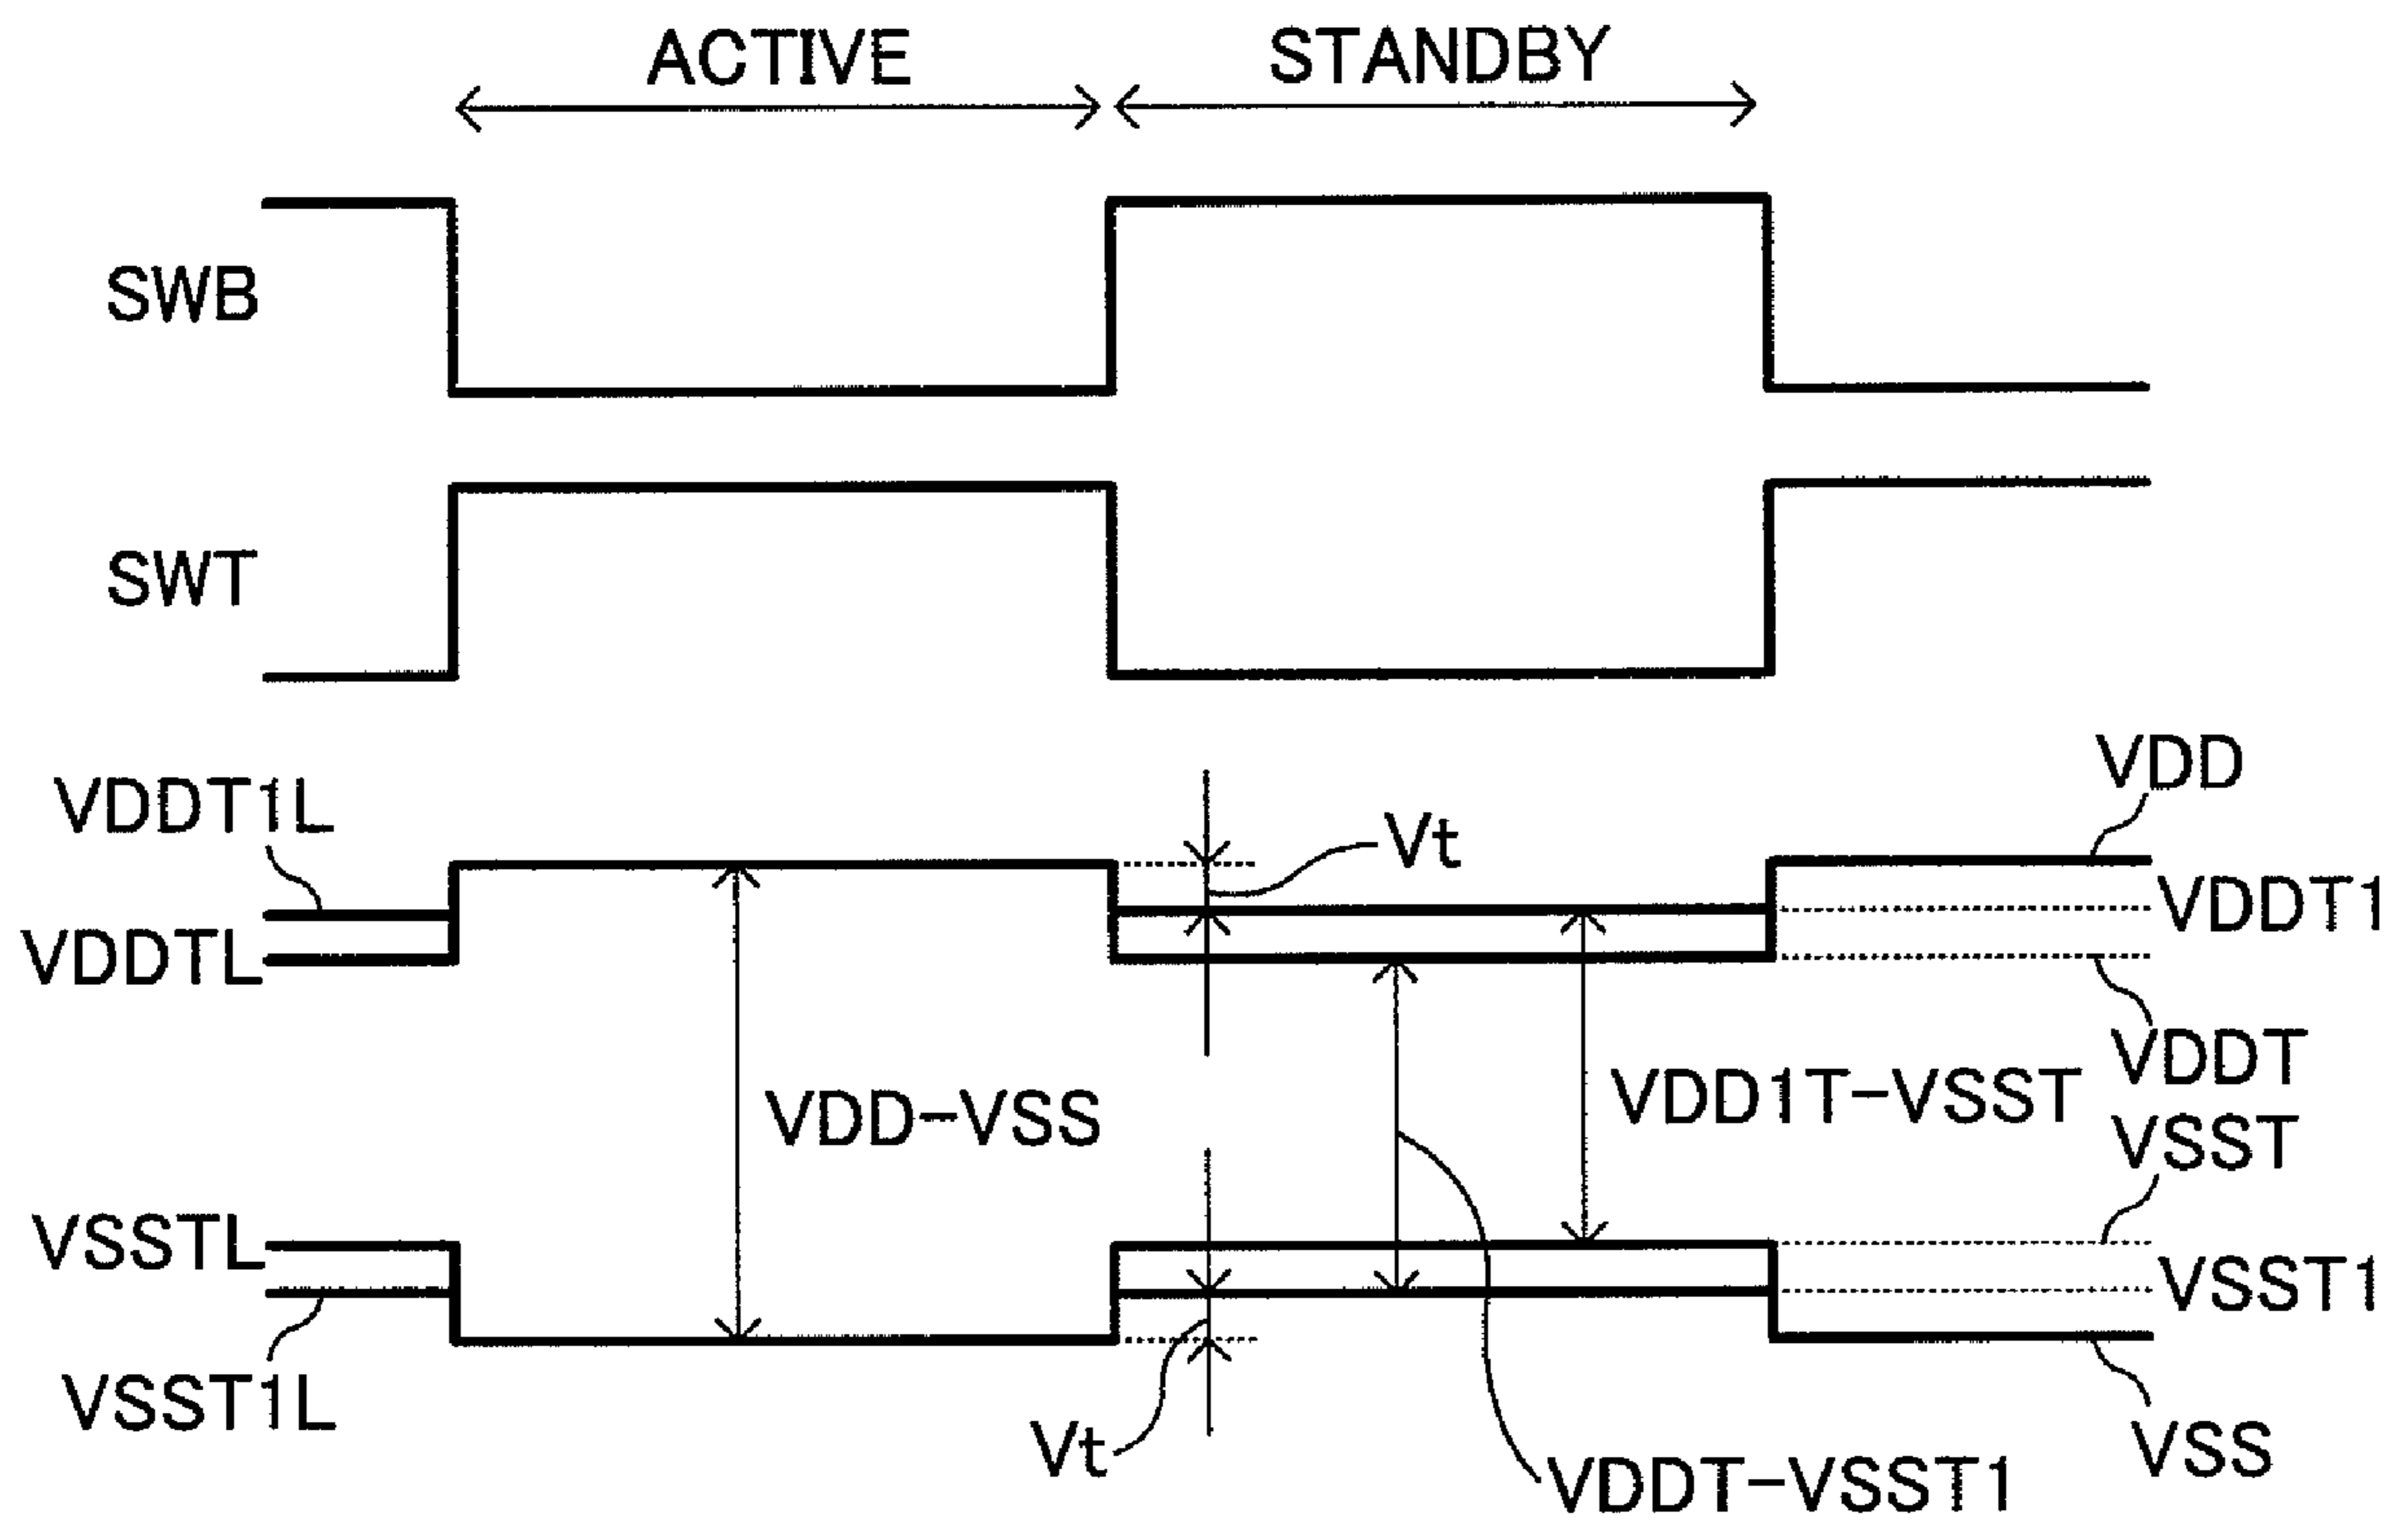 ACTIVE
STANDBY
SWB
SWT
VDD
VDDT1L
Vt
VDDT1
VDDTL
VDDT
VDD1T-VSST
VDD-VSS
VSST
VSSTL
VSST1
VSST1L
Vt
VSS
VDDT-VSST1